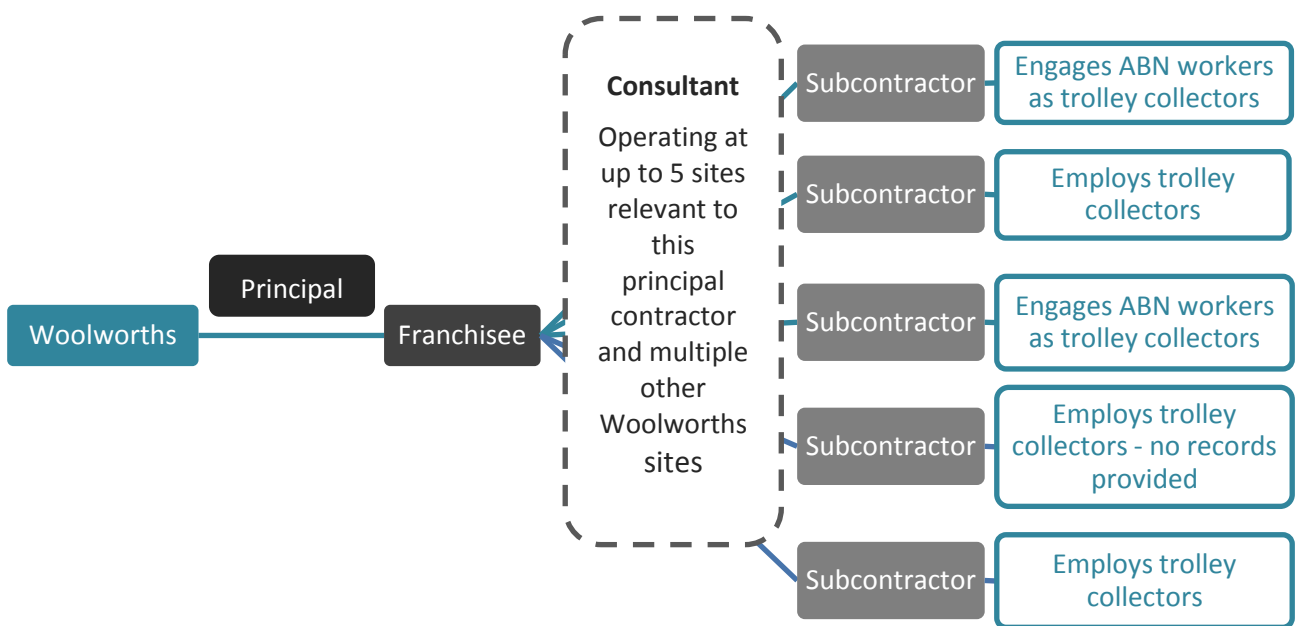 Woolworths
Principal
Franchisee
Consultant
Operating at
up to 5 sites
relevant to
this
principal
contractor
and multiple
other
Woolworths
sites
Subcontractor
Engages ABN workers
as trolley collectors
Subcontractor
Employs trolley
collectors
Subcontractor
Engages ABN workers
as trolley collectors
Subcontractor
Employs trolley
collectors - no records
provided
Subcontractor
Employs trolley
collectors